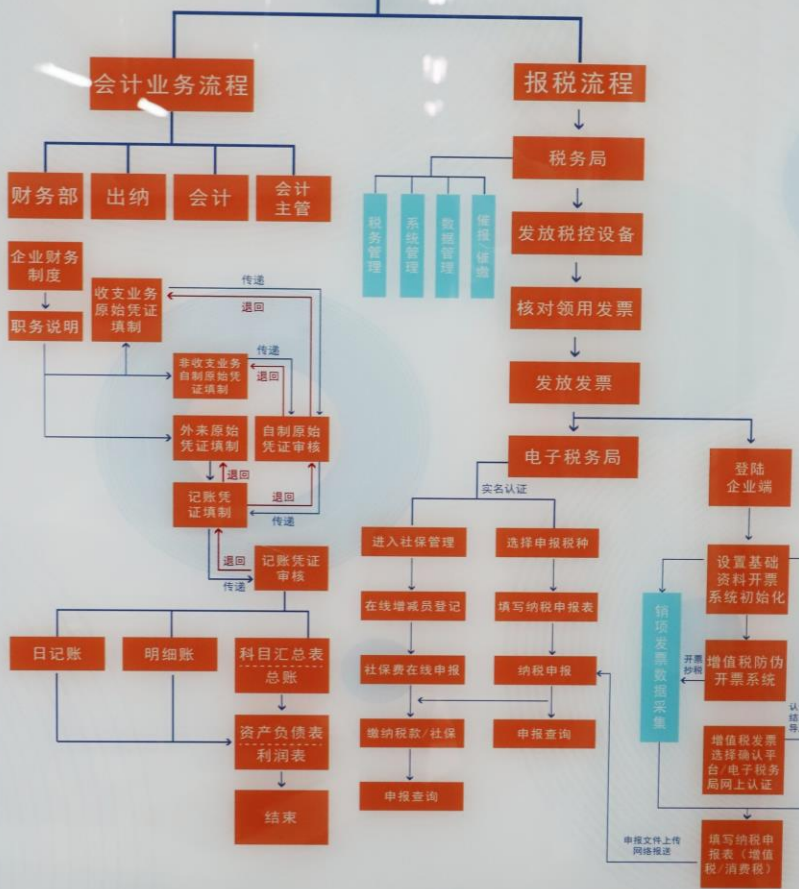 会计业务流程
财务部
出纳
会计
会计
主管
企业财务
制度
职务说明
收支业务
原始凭证
填制
传递
退回
非收支业务
自制原始凭
证填制
传递
退回
外来原始
凭证填制
自制原始
凭证审核
退回
记账凭
证填制
退回
传递
退回
传递
记账凭证
审核
日记账
明细账
科目汇总表
总账
资产负债表
利润表
结束
报税流程
税务局
税务管理
系统管理
数据管理
发放税控设备
核对领用发票
发放发票
电子税务局
实名认证
进入社保管理
在线增减员登记
社保费在线申报
缴纳税款/社保
申报查询
选择申报税种
填写纳税申报表
纳税申报
申报查询
登陆
企业端
设置基础
资料开票
系统初始化
销项发票数据采集
开票
抄税
增值税防伪
开票系统
增值税发票
选择确认平
台/电子税务
局网上认证
申报文件上传
网络报送
填写纳税申
报表（增值
税/消费税）